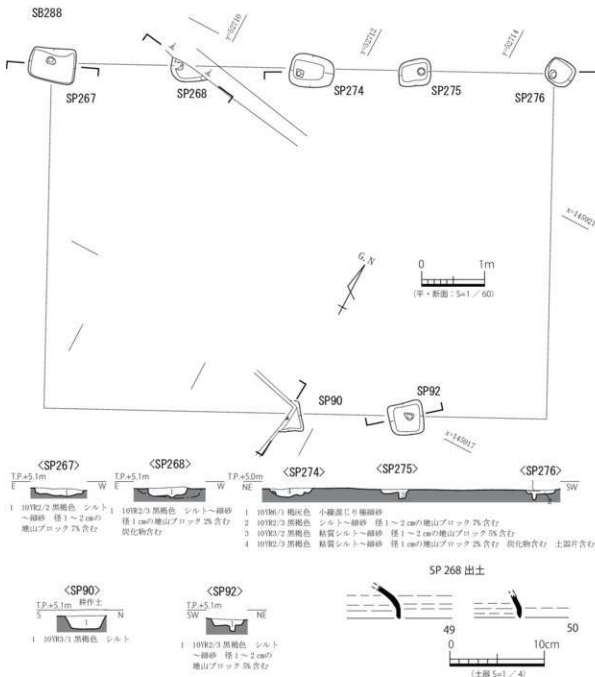 SB288
y=52710
y=52712
y=52714
SP267
SP268
SP274
SP275
SP276
x=145921
G.N
0 1m
(平・断面：S=1／60)
SP90
SP92
x=145917
<SP267>
T.P.+5.1m
E W
1 10YR2/2 黒褐色 シルト
～細砂 径1～2㎝の
地山ブロック 7% 含む
<SP268>
T.P.+5.1m
E W
1 10YR2/3 黒褐色 シルト～細砂
径1㎝の地山ブロック 2% 含む
炭化物含む
<SP274>
<SP275>
<SP276>
T.P.+5.0m
NE SW
1 10YR6/1 褐灰色 小礫混じり極細砂
2 10YR2/3 黒褐色 シルト～細砂 径1～2㎝の地山ブロック 7% 含む
3 10YR3/2 黒褐色 粘質シルト～細砂 径1～2㎝の地山ブロック 5% 含む
4 10YR2/3 黒褐色 粘質シルト～細砂 径1㎝の地山ブロック 2% 含む 炭化物含む 土器片含む
<SP90>
T.P.+5.1m 耕作土
S N
1
1 10YR3/1 黒褐色 シルト
<SP92>
T.P.+5.1m
SW NE
1
1 10YR2/3 黒褐色 シルト
～細砂 径1～2㎝の
地山ブロック 5% 含む
SP 268 出土
49
50
0 10cm
(土器 S=1／4)